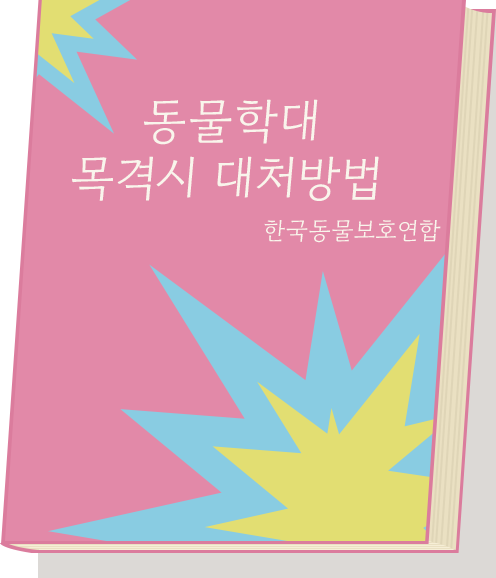 동물학대
목격시 대처방법
한국동물보호연합